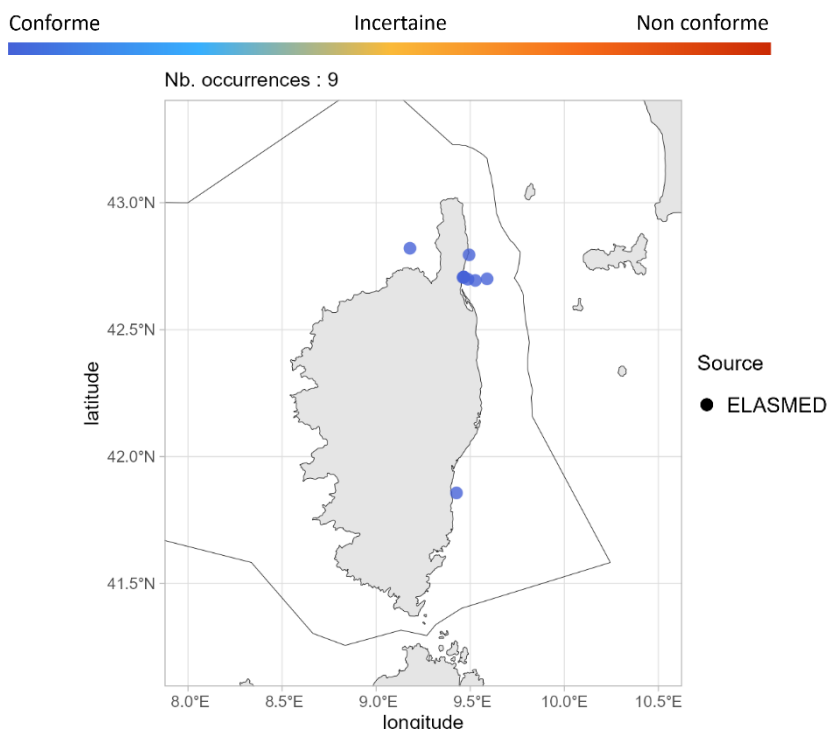 Conforme Incertaine Non conforme
Nb. occurrences : 9
43.0°N
42.5°N
42.0°N
41.5°N
latitude
Source
ELASMED
8.0°E 8.5°E 9.0°E 9.5°E 10.0°E 10.5°E
longitude